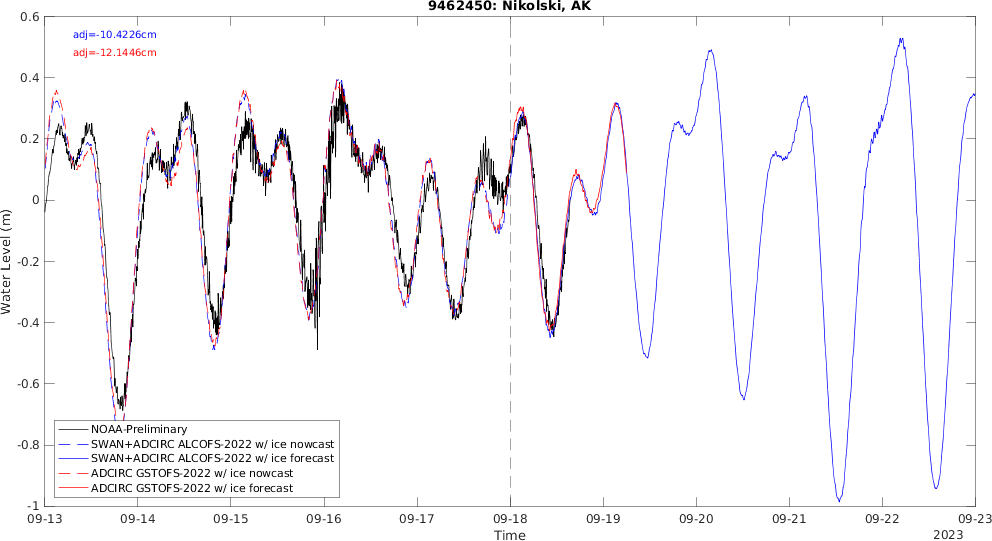 9462450: Nikolski, AK
adj=-10.4226cm
adj=-12.1446cm
Water Level (m)
0.6
0.4
0.2
0
-0.2
-0.4
-0.6
-0.8
-1
NOAA-Preliminary
SWAN+ADCIRC ALCOFS-2022 w/ ice nowcast
SWAN+ADCIRC ALCOFS-2022 w/ ice forecast
ADCIRC GSTOFS-2022 w/ ice nowcast
ADCIRC GSTOFS-2022 w/ ice forecast
09-13 09-14 09-15 09-16 09-17 09-18 09-19 09-20 09-21 09-22 09-23
Time
2023